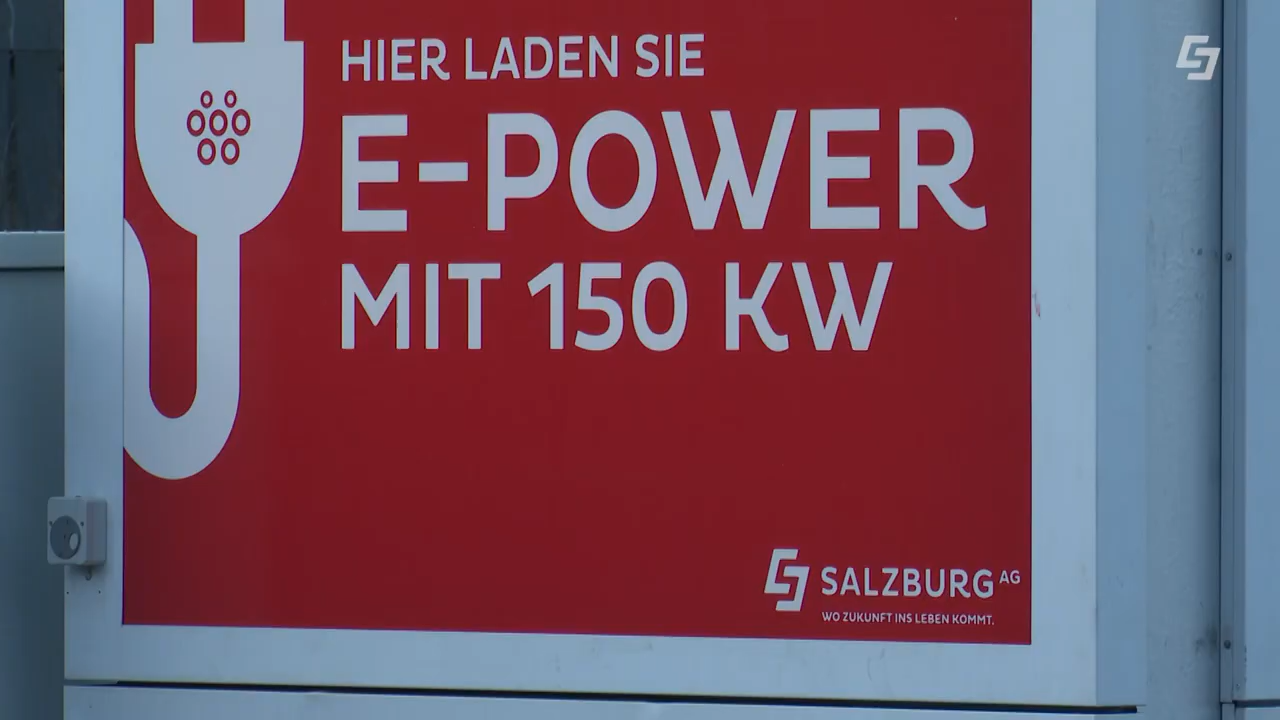 HIER LADEN SIE
E-POWER
MIT 150 KW
SALZBURG AG
WO ZUKUNFT INS LEBEN KOMMT.